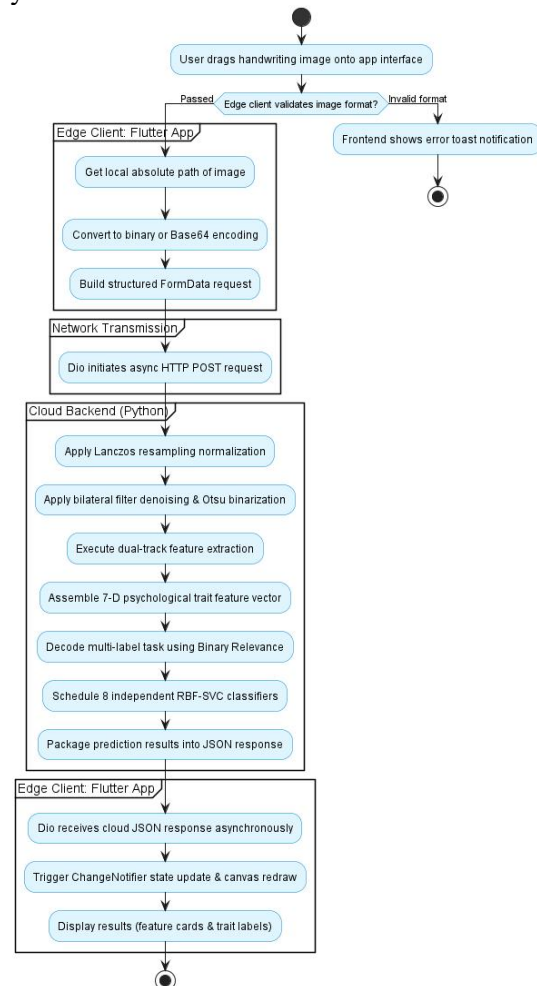 User drags handwriting image onto app interface
Passed
Edge client validates image format?
Invalid format
Edge Client: Flutter App
Frontend shows error toast notification
Get local absolute path of image
Convert to binary or Base64 encoding
Build structured FormData request
Network Transmission
Dio initiates async HTTP POST request
Cloud Backend (Python)
Apply Lanczos resampling normalization
Apply bilateral filter denoising & Otsu binarization
Execute dual-track feature extraction
Assemble 7-D psychological trait feature vector
Decode multi-label task using Binary Relevance
Schedule 8 independent RBF-SVC classifiers
Package prediction results into JSON response
Edge Client: Flutter App
Dio receives cloud JSON response asynchronously
Trigger ChangeNotifier state update & canvas redraw
Display results (feature cards & trait labels)